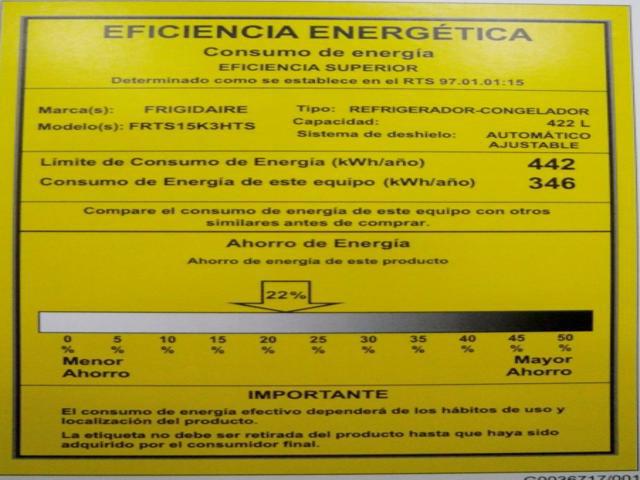 EFICIENCIA ENERGÉTICA
Consumo de energía
EFICIENCIA SUPERIOR
Determinado como se establece en el RTS 97.01.01:15
Marca(s): FRIGIDAIRE
Modelo(s): FRTS15K3HTS
Tipo: REFRIGERADOR-CONGELADOR
Capacidad: 422 L
Sistema de deshielo: AUTOMÁTICO
AJUSTABLE
Límite de Consumo de Energía (kWh/año) 442
Consumo de Energía de este equipo (kWh/año) 346
Compare el consumo de energía de este equipo con otros
similares antes de comprar.
Ahorro de Energía
Ahorro de energía de este producto
22%
0 5 10 15 20 25 30 35 40 45 50
% % % % % % % % % % %
Menor Mayor
Ahorro Ahorro
IMPORTANTE
El consumo de energía efectivo dependerá de los hábitos de uso y
localización del producto.
La etiqueta no debe ser retirada del producto hasta que haya sido
adquirido por el consumidor final.